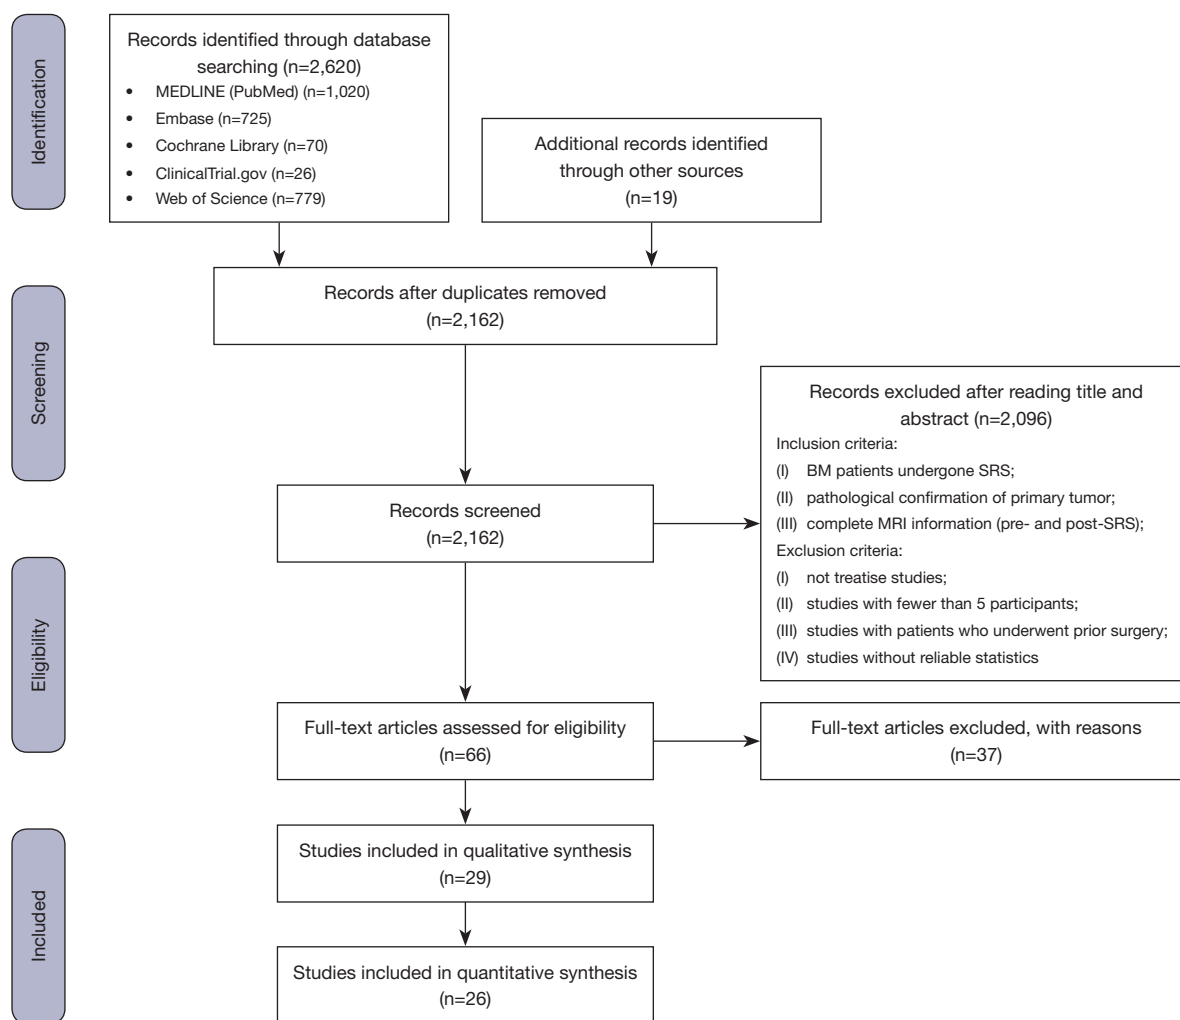 Identification
Records identified through database
searching (n=2,620)
• MEDLINE (PubMed) (n=1,020)
• Embase (n=725)
• Cochrane Library (n=70)
• ClinicalTrial.gov (n=26)
• Web of Science (n=779)
Additional records identified
through other sources
(n=19)
Screening
Records after duplicates removed
(n=2,162)
Records screened
(n=2,162)
Records excluded after reading title and
abstract (n=2,096)
Inclusion criteria:
(I) BM patients undergone SRS;
(II) pathological confirmation of primary tumor;
(III) complete MRI information (pre- and post-SRS);
Exclusion criteria:
(I) not treatise studies;
(II) studies with fewer than 5 participants;
(III) studies with patients who underwent prior surgery;
(IV) studies without reliable statistics
Eligibility
Full-text articles assessed for eligibility
(n=66)
Full-text articles excluded, with reasons
(n=37)
Included
Studies included in qualitative synthesis
(n=29)
Studies included in quantitative synthesis
(n=26)